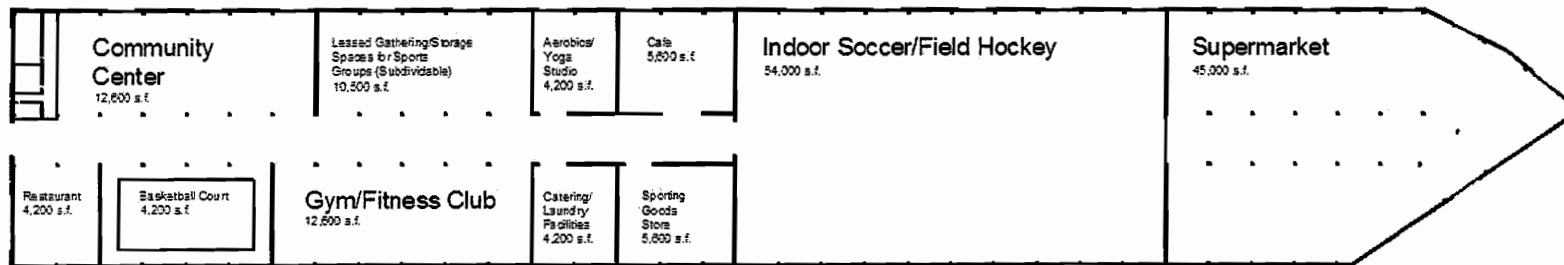 Community
Center
12,600 s.f.
Leased Gathering/Storage
Spaces for Sports
Groups (Subdividable)
10,500 s.f.
Aerobics/
Yoga
Studio
4,200 s.f.
Cafe
5,600 s.f.
Indoor Soccer/Field Hockey
54,000 s.f.
Supermarket
45,000 s.f.
Restaurant
4,200 s.f.
Basketball Court
4,200 s.f.
Gym/Fitness Club
12,600 s.f.
Catering/
Laundry
Facilities
4,200 s.f.
Sporting
Goods
Store
5,600 s.f.